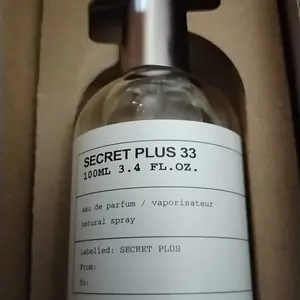 SECRET PLUS 33
100ML 3.4 FL.OZ.
eau de parfum / vaporisateur
natural spray
Labelled: SECRET PLUS
From:
To: